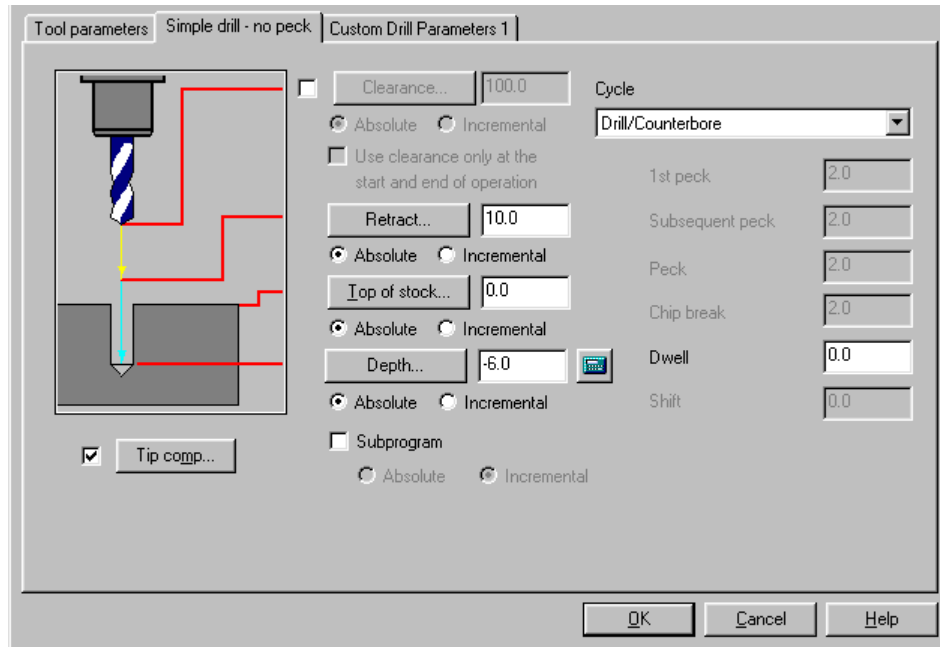 Tool parameters
Simple drill - no peck
Custom Drill Parameters 1
Clearance...
100.0
Absolute
Incremental
Use clearance only at the
start and end of operation
Retract...
10.0
Absolute
Incremental
Top of stock...
0.0
Absolute
Incremental
Depth...
-6.0
Absolute
Incremental
Tip comp...
Subprogram
Absolute
Incremental
Cycle
Drill/Counterbore
1st peck
2.0
Subsequent peck
2.0
Peck
2.0
Chip break
2.0
Dwell
0.0
Shift
0.0
OK
Cancel
Help